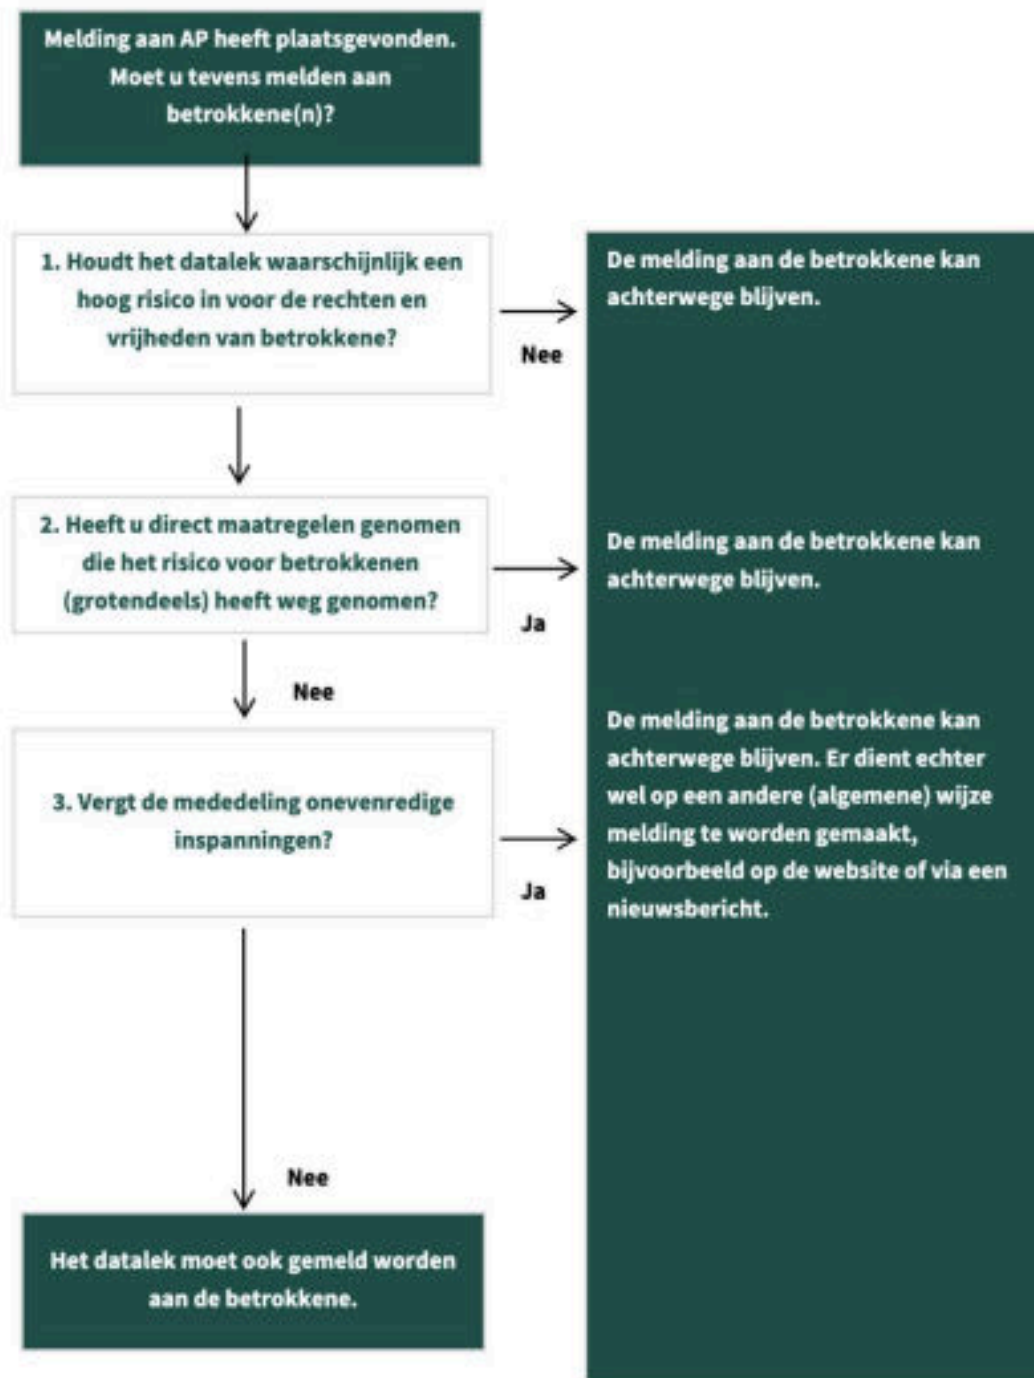 Melding aan AP heeft plaatsgevonden.
Moet u tevens melden aan
betrokkene(n)?
1. Houdt het datalek waarschijnlijk een
hoog risico in voor de rechten en
vrijheden van betrokkene?
Nee
De melding aan de betrokkene kan
achterwege blijven.
2. Heeft u direct maatregelen genomen
die het risico voor betrokkenen
(grotendeels) heeft weg genomen?
Ja
De melding aan de betrokkene kan
achterwege blijven.
Nee
3. Vergt de mededeling onevenredige
inspanningen?
Ja
De melding aan de betrokkene kan
achterwege blijven. Er dient echter
wel op een andere (algemene) wijze
melding te worden gemaakt,
bijvoorbeeld op de website of via een
nieuwsbericht.
Nee
Het datalek moet ook gemeld worden
aan de betrokkene.